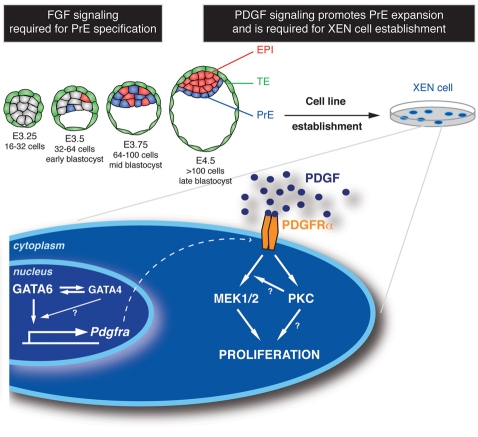 FGF signaling
required for PrE specification
PDGF signaling promotes PrE expansion
and is required for XEN cell establishment
EPI
TE
PrE
XEN cell
Cell line
establishment
E3.25
16-32 cells
E3.5
32-64 cells
early blastocyst
E3.75
64-100 cells
mid blastocyst
E4.5
>100 cells
late blastocyst
PDGF
PDGFRα
cytoplasm
nucleus
GATA6
GATA4
?
Pdgfra
MEK1/2
?
PKC
?
PROLIFERATION